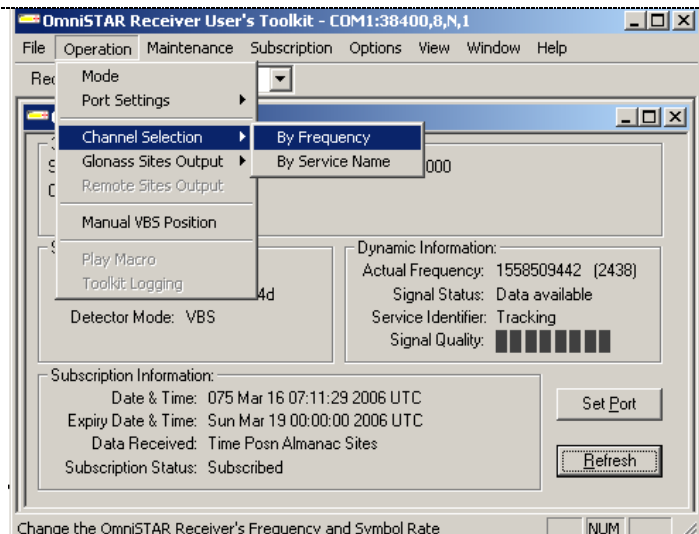 OmniSTAR Receiver User's Toolkit - COM1:38400,8,N,1
File Operation Maintenance Subscription Options View Window Help
Mode
Port Settings
Channel Selection
By Frequency
Glonass Sites Output
By Service Name
000
Remote Sites Output
Manual VBS Position
Play Macro
Toolkit Logging
4d
Detector Mode: VBS
Dynamic Information:
Actual Frequency: 1558509442 (2438)
Signal Status: Data available
Service Identifier: Tracking
Signal Quality:
Subscription Information:
Date & Time: 075 Mar 16 07:11:29 2006 UTC
Expiry Date & Time: Sun Mar 19 00:00:00 2006 UTC
Data Received: Time Posn Almanac Sites
Subscription Status: Subscribed
Set Port
Refresh
Change the OmniSTAR Receiver's Frequency and Symbol Rate
NUM